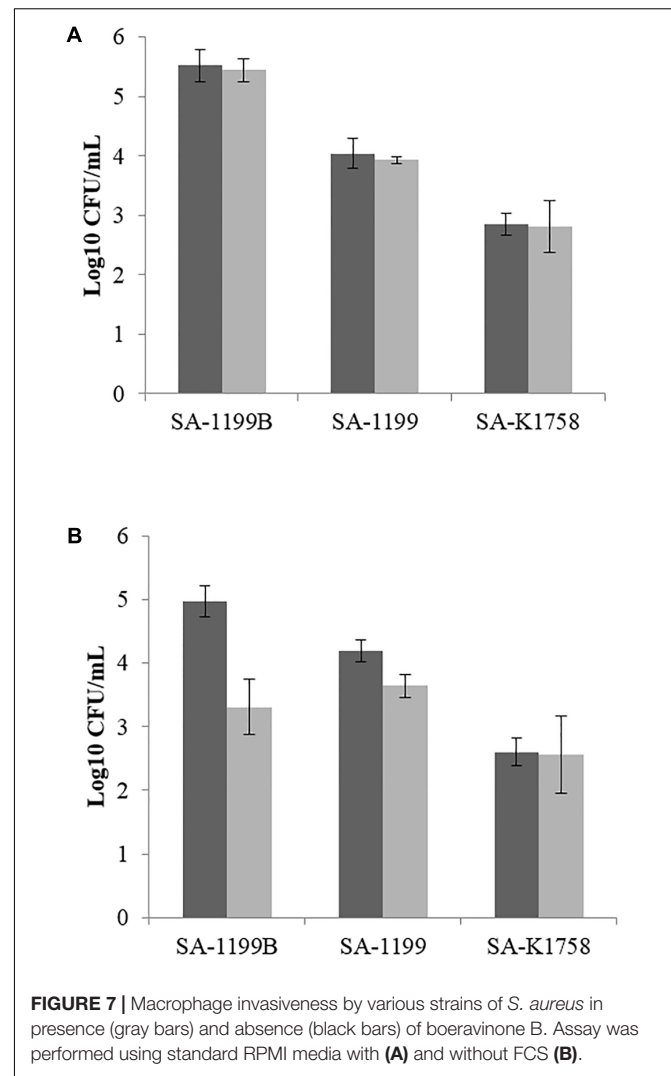 A
6
5
4
3
2
1
0
Log10 CFU/mL
SA-1199B SA-1199 SA-K1758
B
6
5
4
3
2
1
0
Log10 CFU/mL
SA-1199B SA-1199 SA-K1758
FIGURE 7 | Macrophage invasiveness by various strains of S. aureus in
presence (gray bars) and absence (black bars) of boeravinone B. Assay was
performed using standard RPMI media with (A) and without FCS (B).